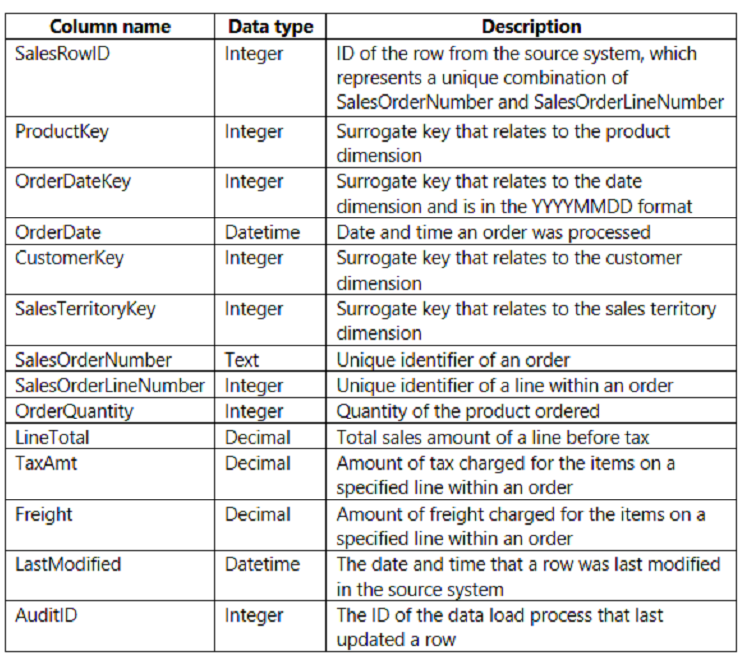 Column name Data type Description
SalesRowID Integer ID of the row from the source system, which
represents a unique combination of
SalesOrderNumber and SalesOrderLineNumber
ProductKey Integer Surrogate key that relates to the product
dimension
OrderDateKey Integer Surrogate key that relates to the date
dimension and is in the YYYYMMDD format
OrderDate Datetime Date and time an order was processed
CustomerKey Integer Surrogate key that relates to the customer
dimension
SalesTerritoryKey Integer Surrogate key that relates to the sales territory
dimension
SalesOrderNumber Text Unique identifier of an order
SalesOrderLineNumber Integer Unique identifier of a line within an order
OrderQuantity Integer Quantity of the product ordered
LineTotal Decimal Total sales amount of a line before tax
TaxAmt Decimal Amount of tax charged for the items on a
specified line within an order
Freight Decimal Amount of freight charged for the items on a
specified line within an order
LastModified Datetime The date and time that a row was last modified
in the source system
AuditID Integer The ID of the data load process that last
updated a row